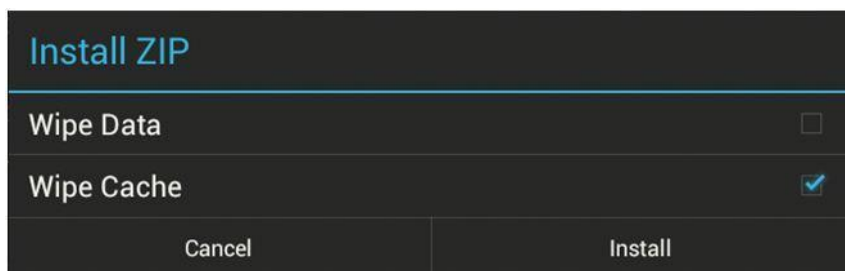 Install ZIP
Wipe Data
Wipe Cache
Cancel Install